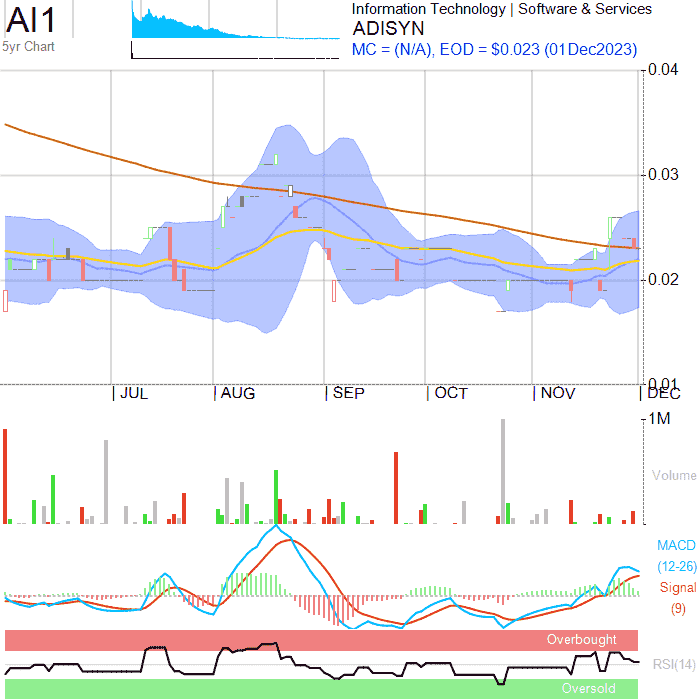 AI1
5yr Chart
Information Technology | Software & Services
ADISYN
MC = (N/A), EOD = $0.023 (01Dec2023)
0.04
0.03
0.02
0.01
JUL
AUG
SEP
OCT
NOV
DEC
1M
Volume
MACD
(12-26)
Signal
(9)
Overbought
RSI(14)
Oversold